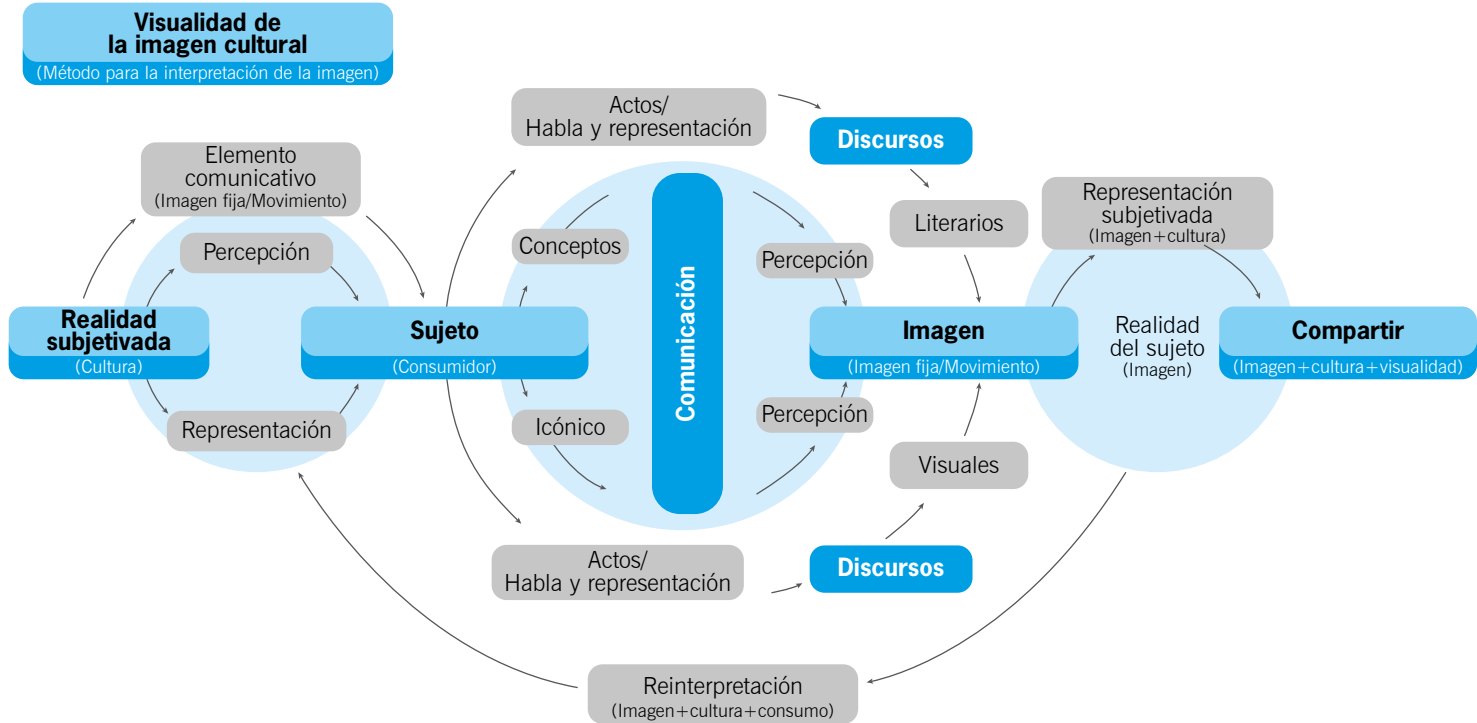 Visualidad de
la imagen cultural
(Método para la interpretación de la imagen)
Elemento
comunicativo
(Imagen fija/Movimiento)
Percepción
Realidad
subjetivada
(Cultura)
Representación
Sujeto
(Consumidor)
Actos/
Habla y representación
Discursos
Conceptos
Icónico
Comunicación
Percepción
Percepción
Literarios
Imagen
(Imagen fija/Movimiento)
Visuales
Actos/
Habla y representación
Discursos
Representación
subjetivada
(Imagen+cultura)
Realidad
del sujeto
(Imagen)
Compartir
(Imagen+cultura+visualidad)
Reinterpretación
(Imagen+cultura+consumo)